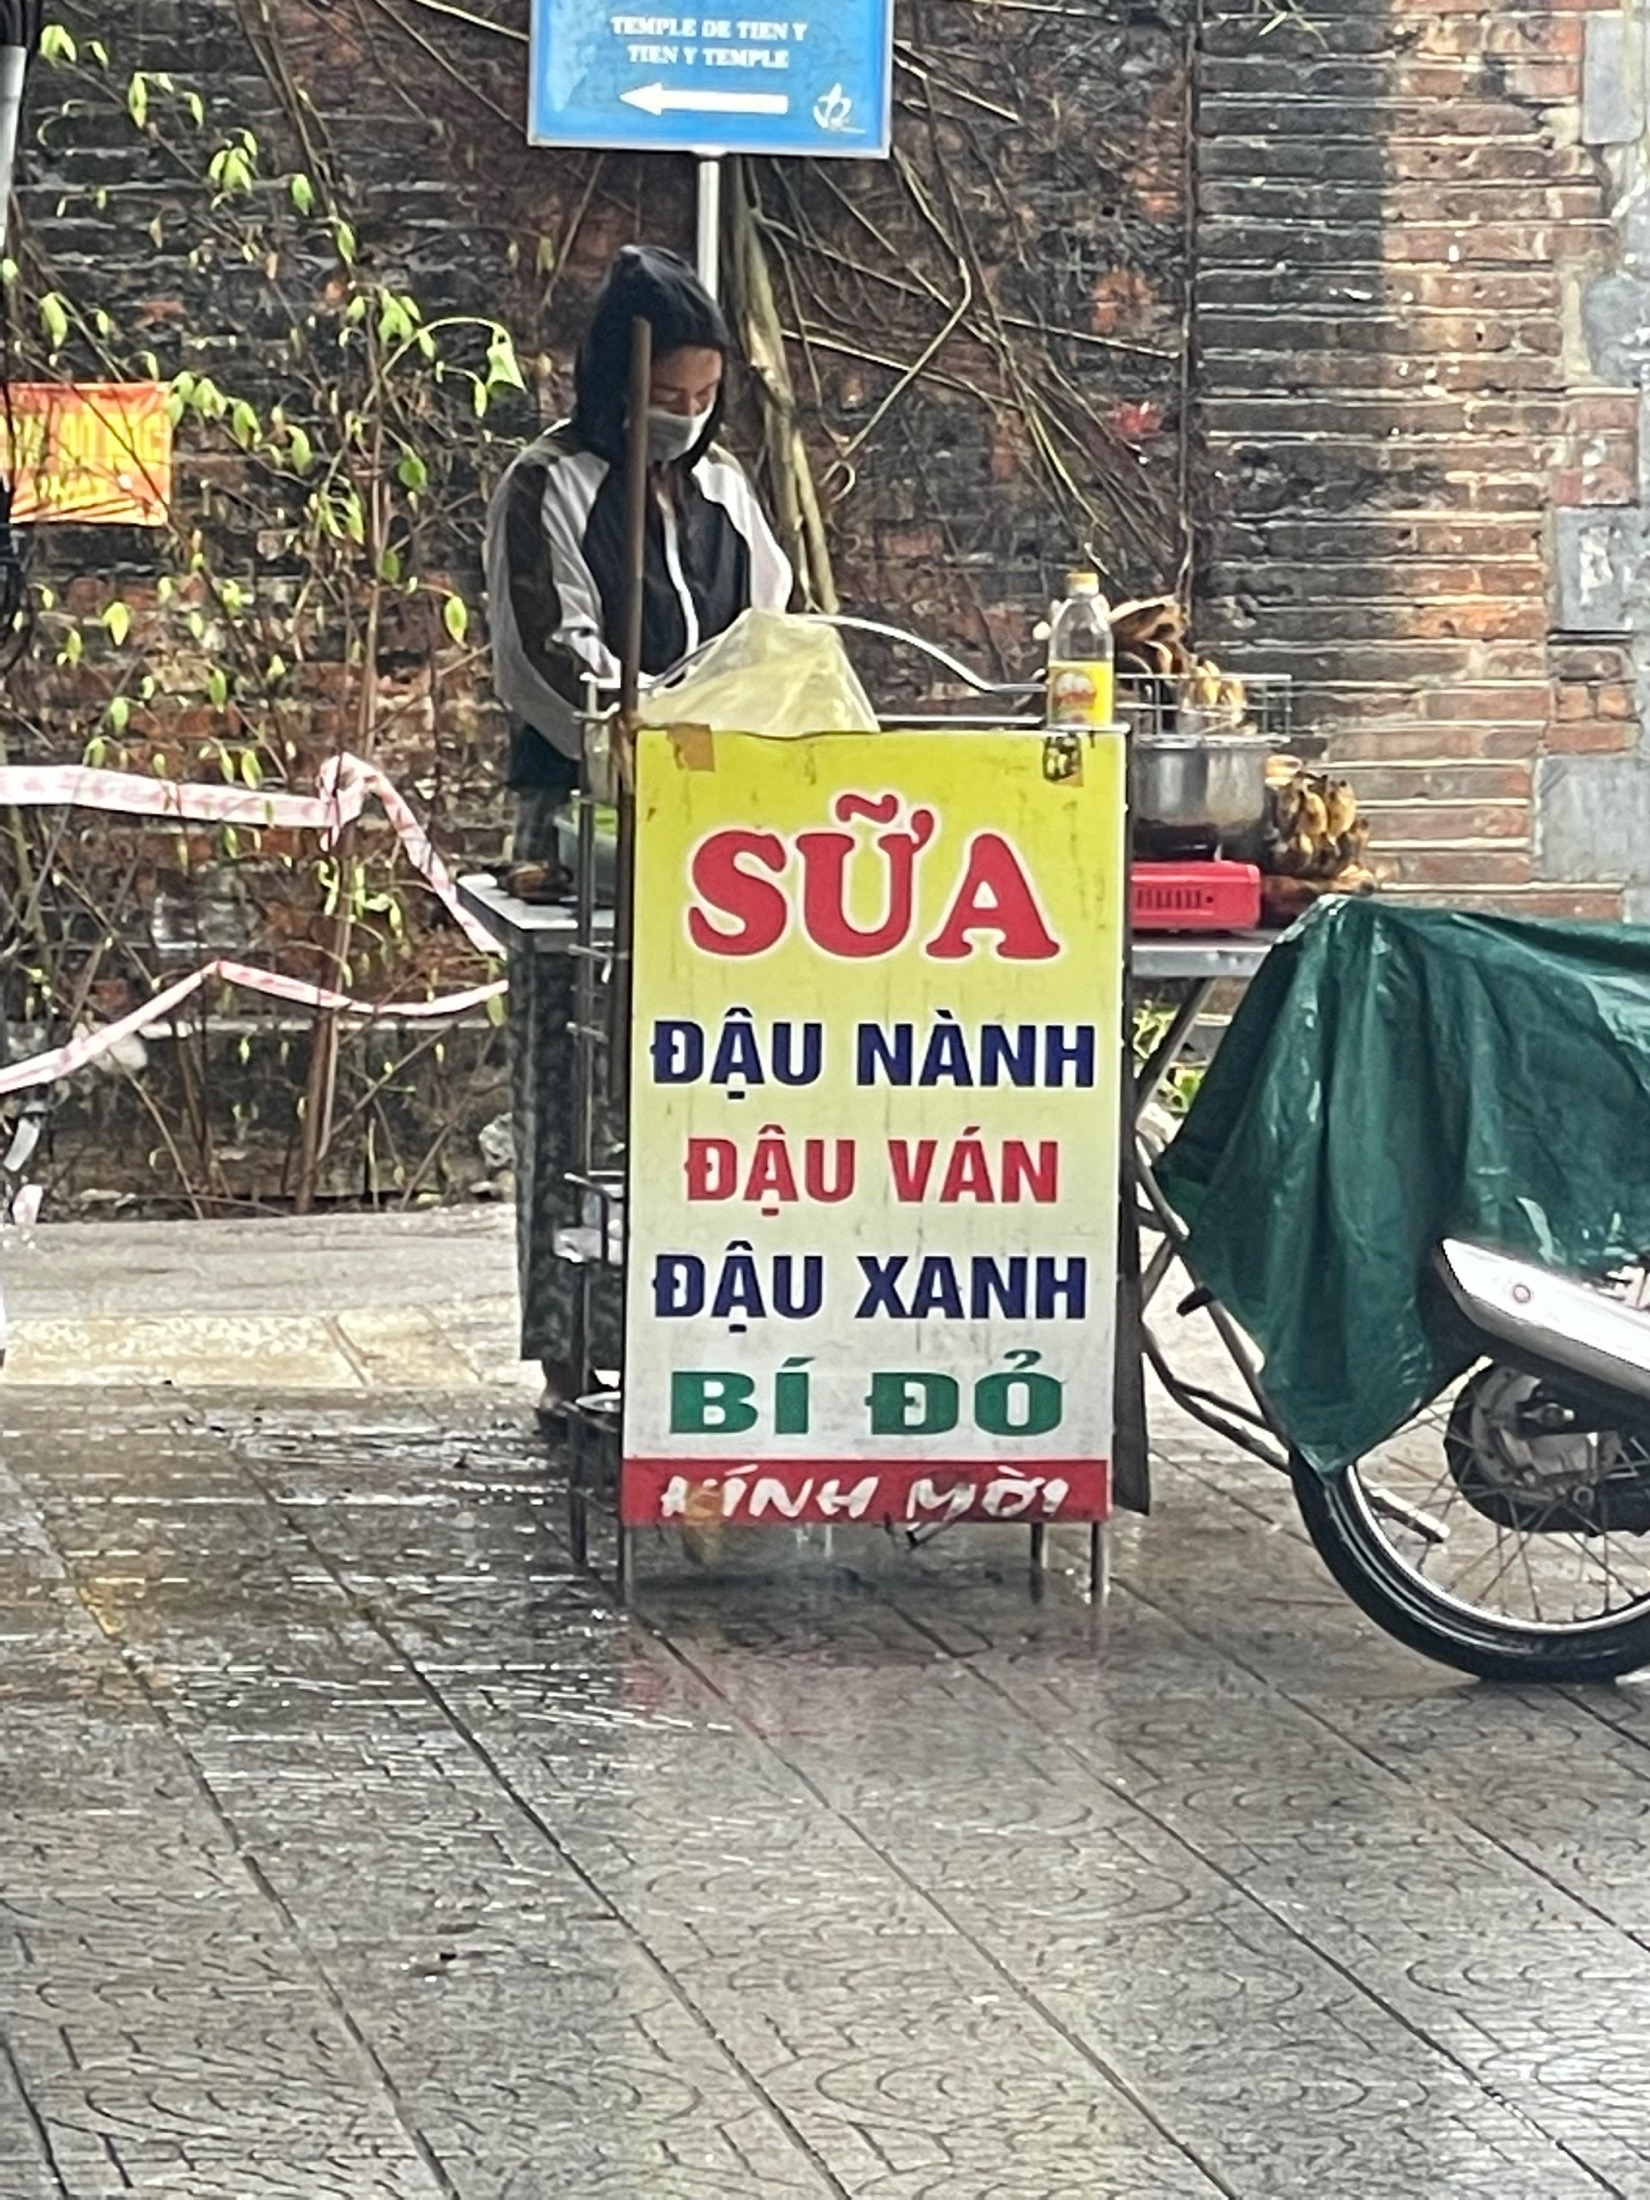 TEMPLE DE TIEN Y
TIEN Y TEMPLE
SỮA
ĐẬU NÀNH
ĐẬU VÁN
ĐẬU XANH
BÍ ĐỎ
KÍNH MỜI